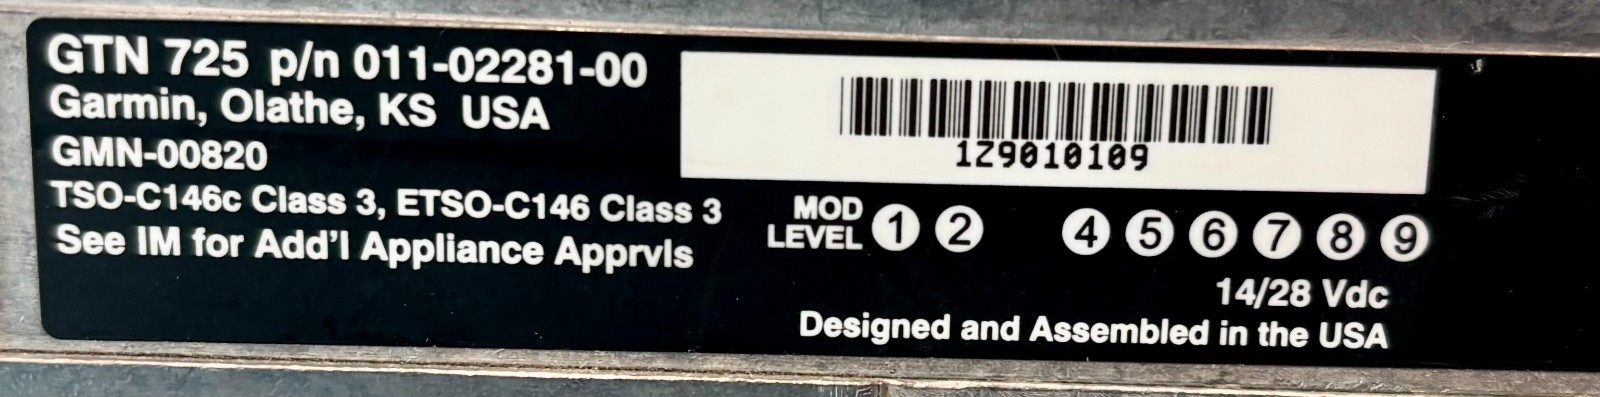 GTN 725 p/n 011-02281-00
Garmin, Olathe, KS USA
GMN-00820
TSO-C146c Class 3, ETSO-C146 Class 3
See IM for Add'l Appliance Apprvls
1Z9010109
MOD LEVEL 1 2 4 5 6 7 8 9
14/28 Vdc
Designed and Assembled in the USA